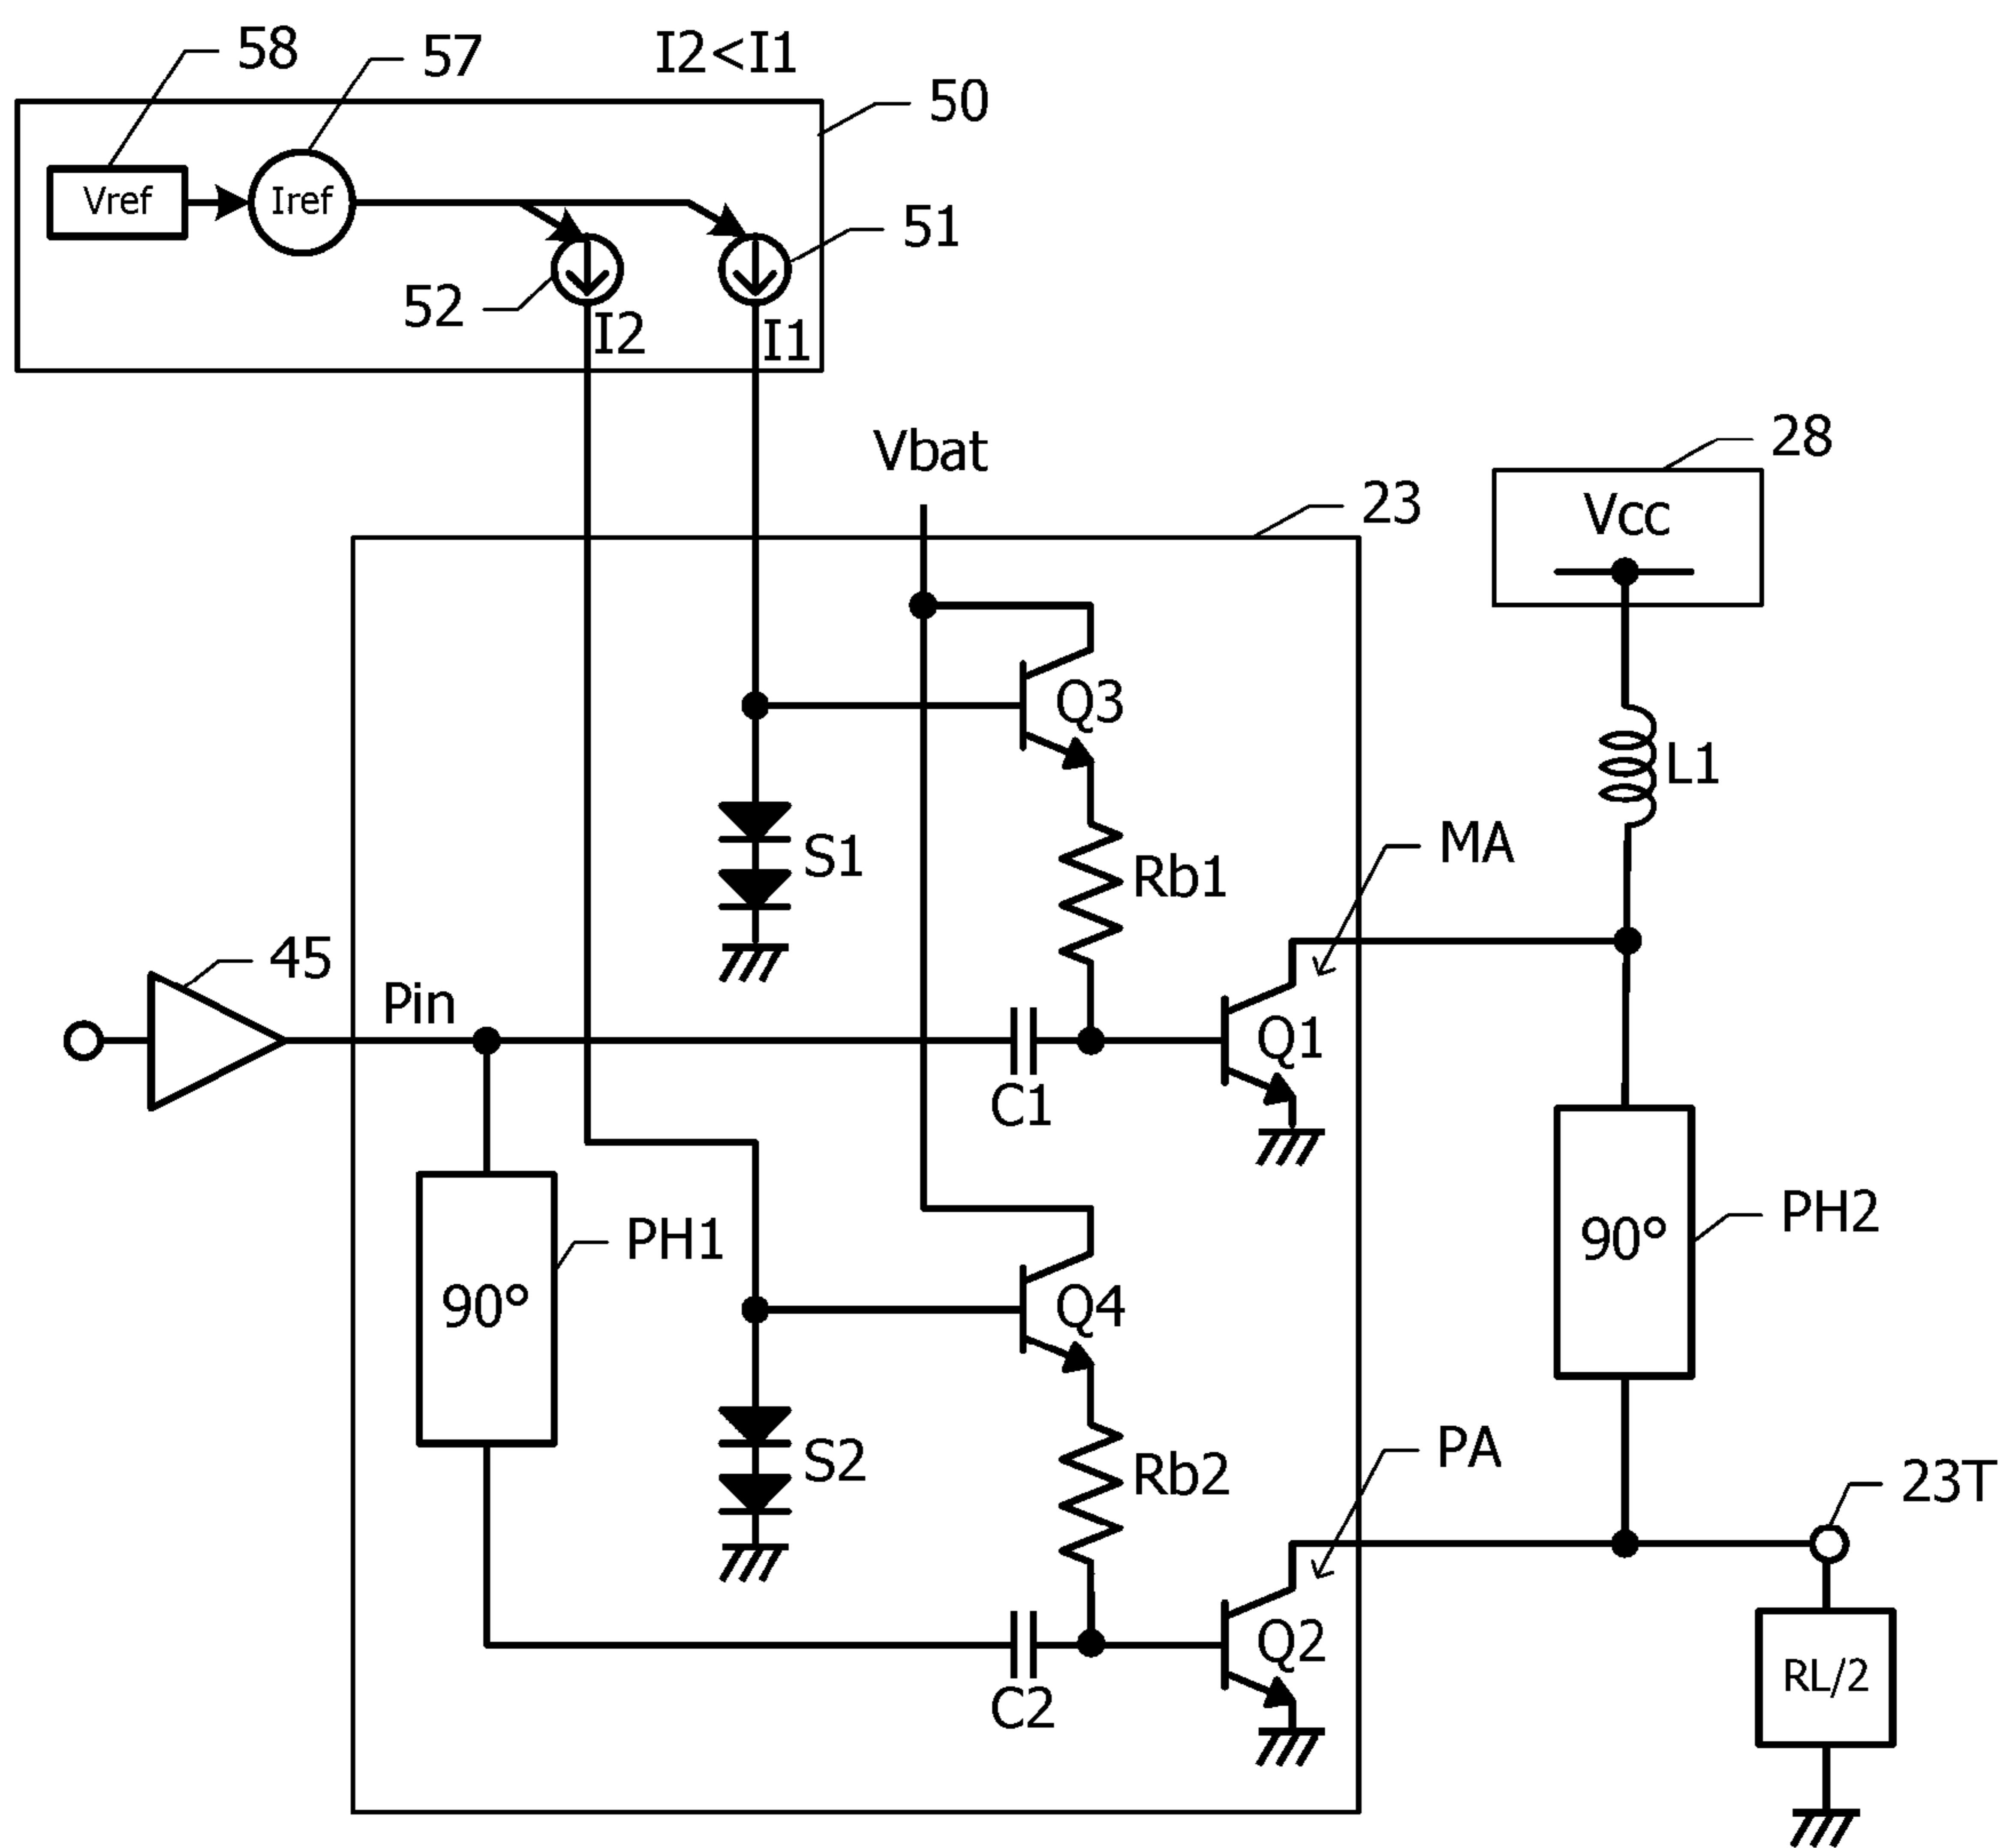 58
57
I2<I1
50
Vref
Iref
51
52
I2
I1
Vbat
28
Vcc
23
Q3
L1
MA
S1
Rb1
45
Pin
Q1
C1
PH1
90°
PH2
90°
Q4
PA
S2
Rb2
23T
Q2
C2
RL/2